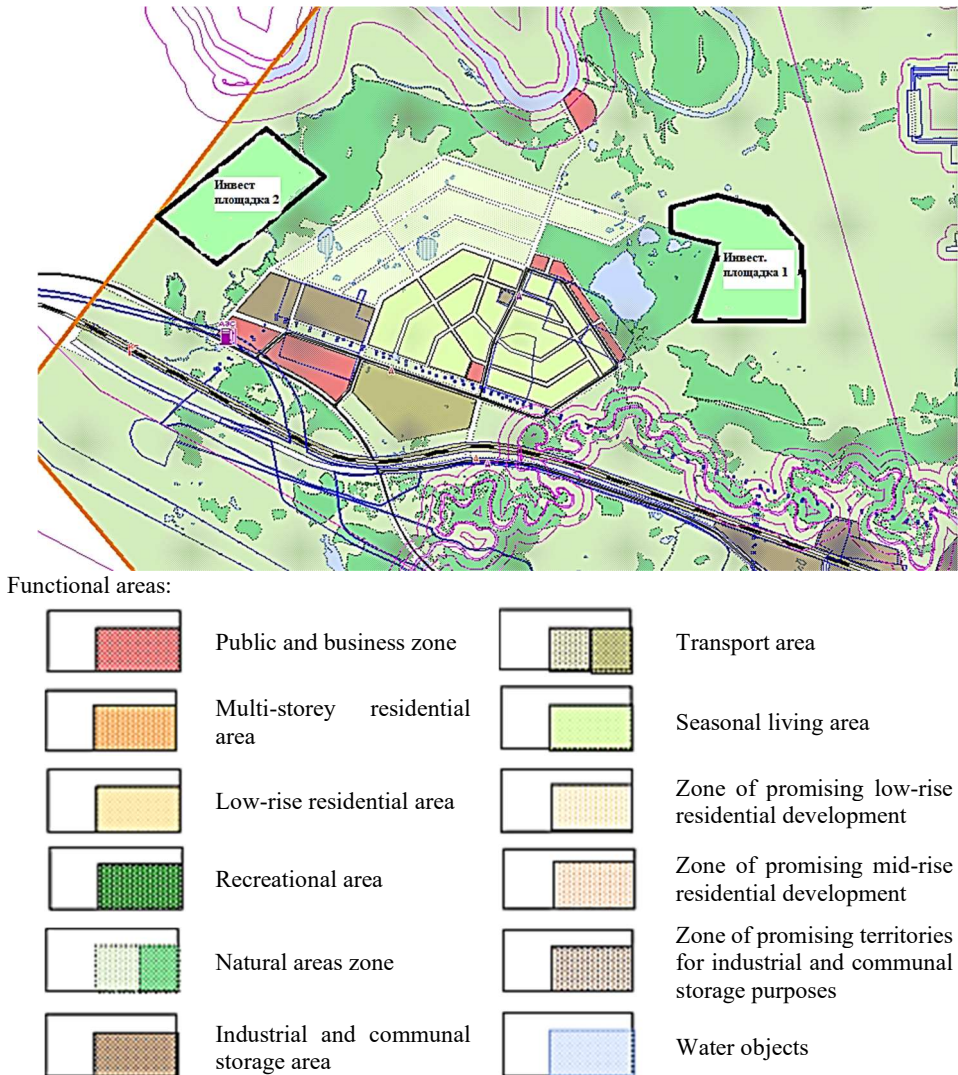 Инвест
площадка 2
Инвест.
площадка 1
Functional areas:
Public and business zone
Transport area
Multi-storey residential
area
Seasonal living area
Low-rise residential area
Zone of promising low-rise
residential development
Recreational area
Zone of promising mid-rise
residential development
Natural areas zone
Zone of promising territories
for industrial and communal
storage purposes
Industrial and communal
storage area
Water objects